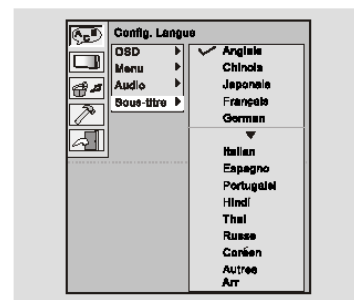 Config. Langue
OSD
Menu
Audio
Sous-titre
Anglais
Chinois
Japonais
Français
German
Italian
Espagno
Portugaisl
Hindi
Thai
Russe
Coréen
Autres
Arr